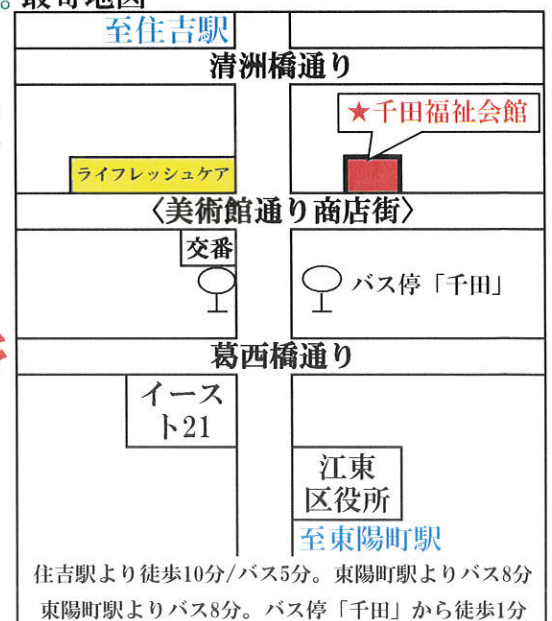 最寄地図
至住吉駅
清洲橋通り
★千田福祉会館
ライフレッシュケア
〈美術館通り商店街〉
交番
バス停「千田」
葛西橋通り
イース
ト21
江東
区役所
至東陽町駅
住吉駅より徒歩10分/バス5分。東陽町駅よりバス8分
東陽町駅よりバス8分。バス停「千田」から徒歩1分